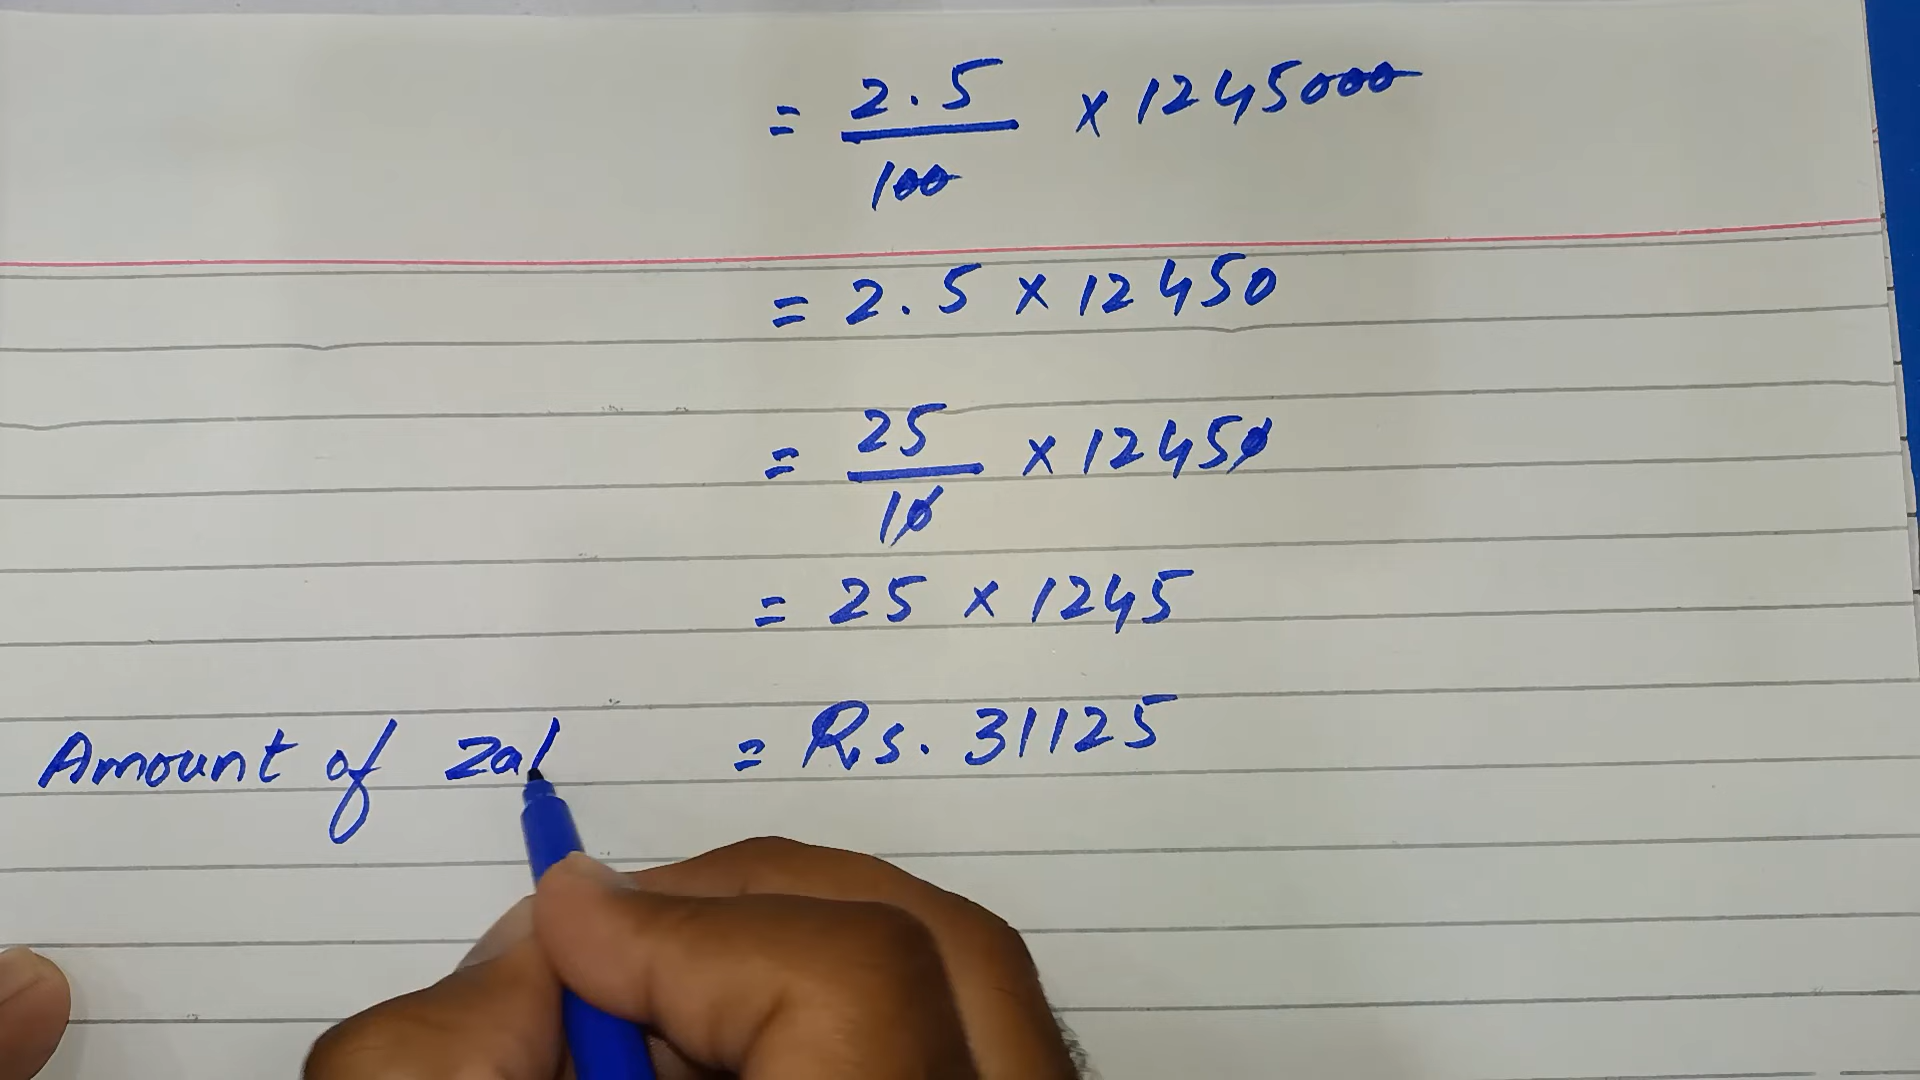 = 2.5/100 × 1245000
= 2.5 × 12450
= 25/10 × 12450
= 25 × 1245
Amount of Zal = Rs. 31125